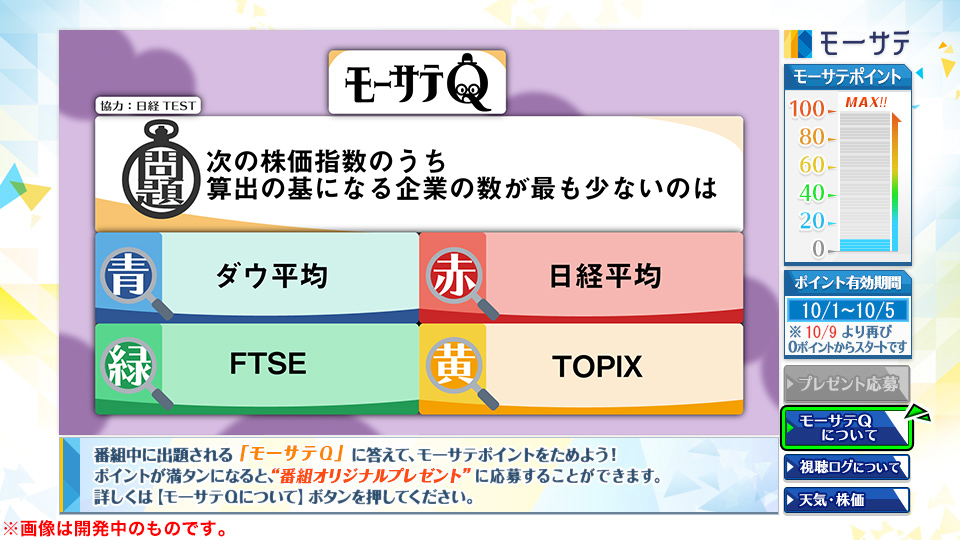 モーサテQ
協力：日経 TEST
問題
次の株価指数のうち
算出の基になる企業の数が最も少ないのは
青 ダウ平均
赤 日経平均
緑 FTSE
黄 TOPIX
番組中に出題される「モーサテQ」に答えて、モーサテポイントをためよう！
ポイントが満タンになると、“番組オリジナルプレゼント”に応募することができます。
詳しくは【モーサテQについて】ボタンを押してください。
※画像は開発中のものです。
モーサテ
モーサテポイント
MAX!!
100
80
60
40
20
0
ポイント有効期間
10/1～10/5
※ 10/9 より再び
0ポイントからスタートです
プレゼント応募
モーサテQ
について
視聴ログについて
天気・株価